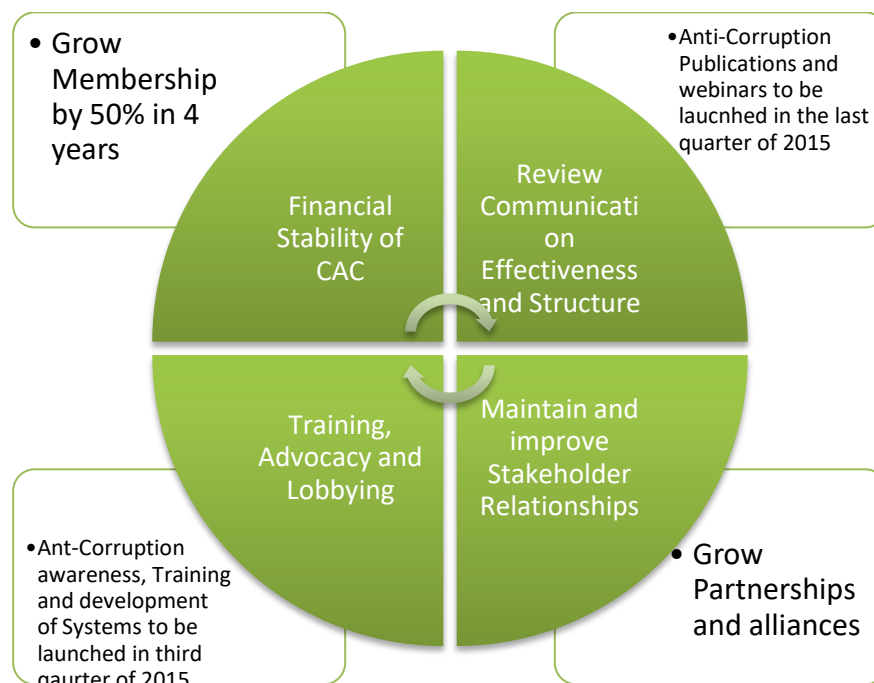 • Grow
Membership
by 50% in 4
years
•Anti-Corruption
Publications and
webinars to be
laucnhed in the last
quarter of 2015
Financial
Stability of
CAC
Review
Communicati
on
Effectiveness
and Structure
Training,
Advocacy and
Lobbying
Maintain and
improve
Stakeholder
Relationships
•Ant-Corruption
awareness, Training
and development
of Systems to be
launched in third
qaurter of 2015
• Grow
Partnerships
and alliances